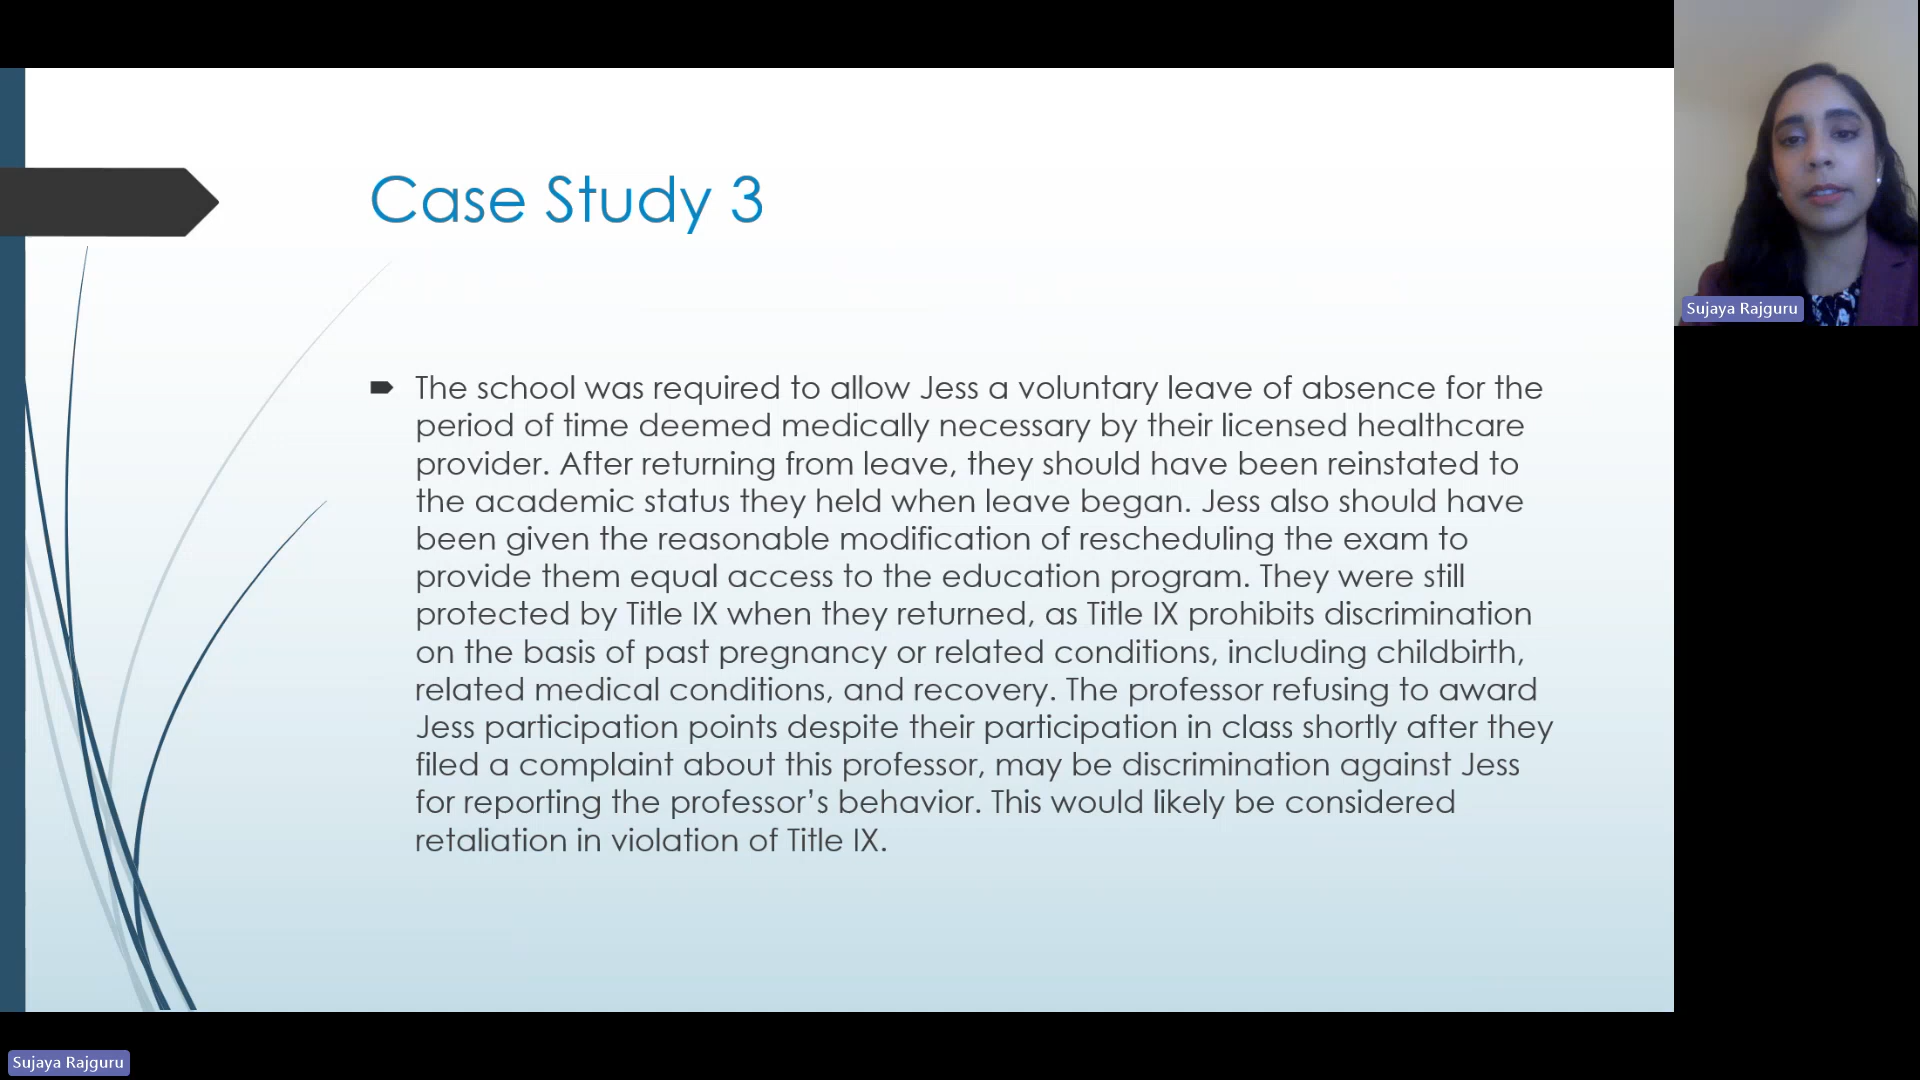 Case Study 3
The school was required to allow Jess a voluntary leave of absence for the
period of time deemed medically necessary by their licensed healthcare
provider. After returning from leave, they should have been reinstated to
the academic status they held when leave began. Jess also should have
been given the reasonable modification of rescheduling the exam to
provide them equal access to the education program. They were still
protected by Title IX when they returned, as Title IX prohibits discrimination
on the basis of past pregnancy or related conditions, including childbirth,
related medical conditions, and recovery. The professor refusing to award
Jess participation points despite their participation in class shortly after they
filed a complaint about this professor, may be discrimination against Jess
for reporting the professor’s behavior. This would likely be considered
retaliation in violation of Title IX.
Sujaya Rajguru
Sujaya Rajguru